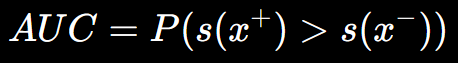 AUC = P(s(x⁺) > s(x⁻))